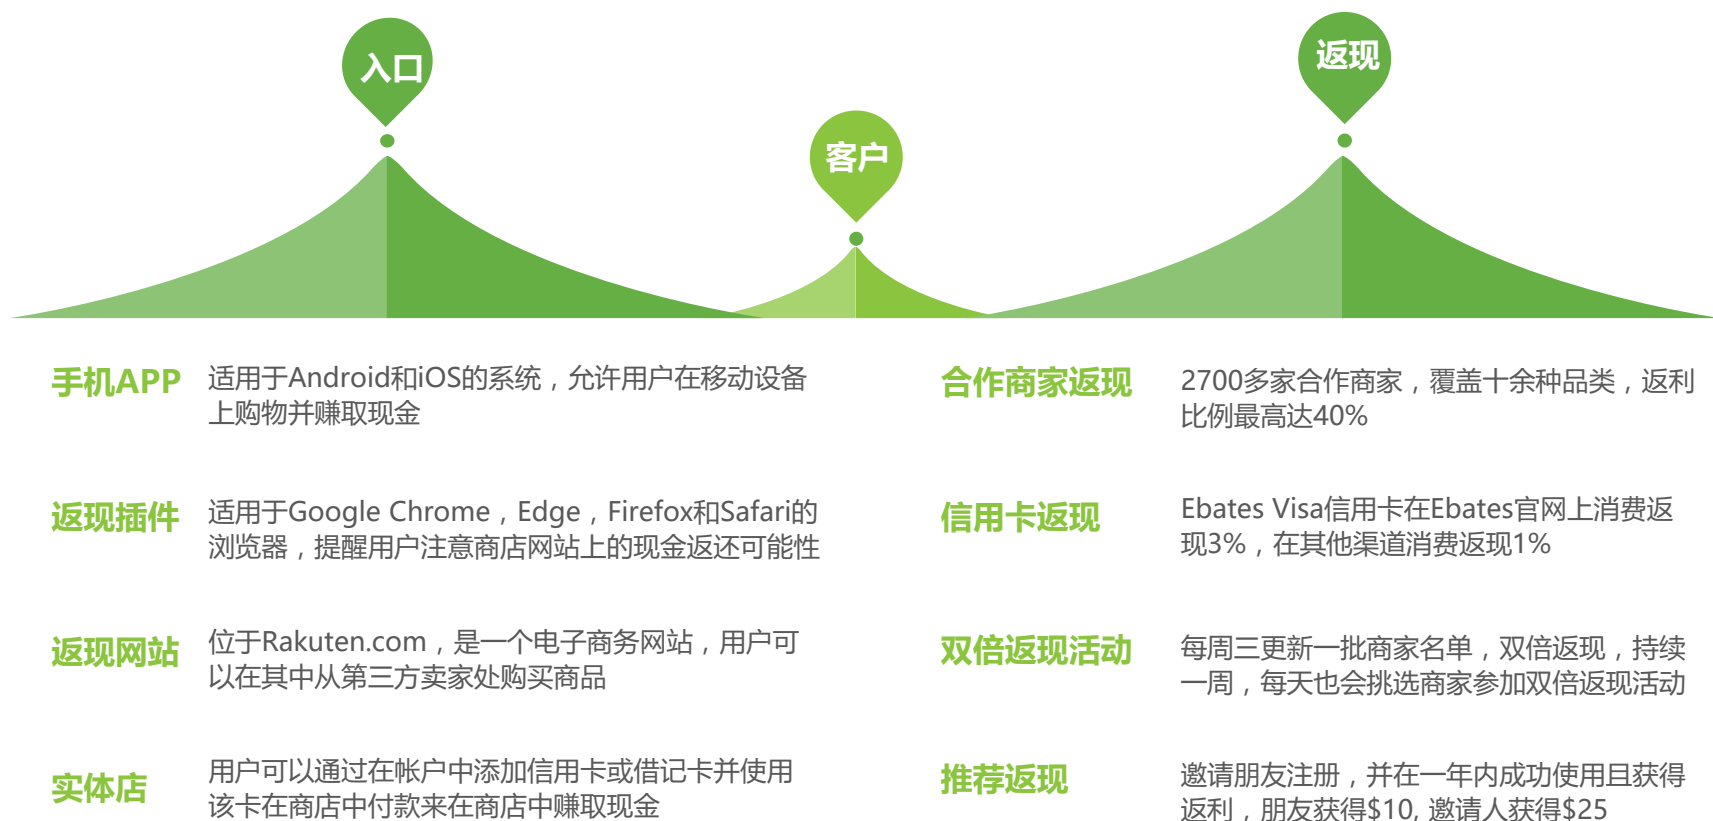 入口
客户
返现
手机APP
适用于Android和iOS的系统，允许用户在移动设备
上购物并赚取现金
返现插件
适用于Google Chrome，Edge，Firefox和Safari的
浏览器，提醒用户注意商店网站上的现金返还可能性
返现网站
位于Rakuten.com，是一个电子商务网站，用户可
以在其中从第三方卖家处购买商品
实体店
用户可以通过在帐户中添加信用卡或借记卡并使用
该卡在商店中付款来在商店中赚取现金
合作商家返现
2700多家合作商家，覆盖十余种品类，返利
比例最高达40%
信用卡返现
Ebates Visa信用卡在Ebates官网上消费返
现3%，在其他渠道消费返现1%
双倍返现活动
每周三更新一批商家名单，双倍返现，持续
一周，每天也会挑选商家参加双倍返现活动
推荐返现
邀请朋友注册，并在一年内成功使用且获得
返利，朋友获得$10, 邀请人获得$25